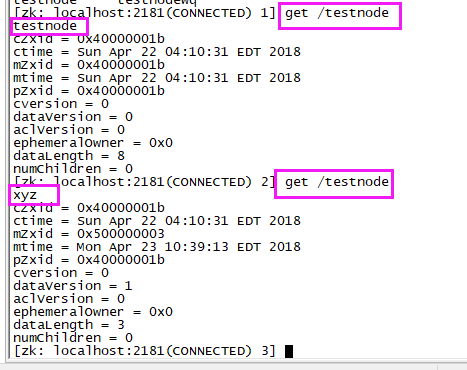 [zk: localhost:2181(CONNECTED) 1] get /testnode
testnode
cZxid = 0x40000001b
ctime = Sun Apr 22 04:10:31 EDT 2018
mZxid = 0x40000001b
mtime = Sun Apr 22 04:10:31 EDT 2018
pZxid = 0x40000001b
cversion = 0
dataVersion = 0
aclVersion = 0
ephemeralOwner = 0x0
dataLength = 8
numChildren = 0
[zk: localhost:2181(CONNECTED) 2] get /testnode
xyz
cZxid = 0x40000001b
ctime = Sun Apr 22 04:10:31 EDT 2018
mZxid = 0x500000003
mtime = Mon Apr 23 10:39:13 EDT 2018
pZxid = 0x40000001b
cversion = 0
dataVersion = 1
aclVersion = 0
ephemeralOwner = 0x0
dataLength = 3
numChildren = 0
[zk: localhost:2181(CONNECTED) 3]